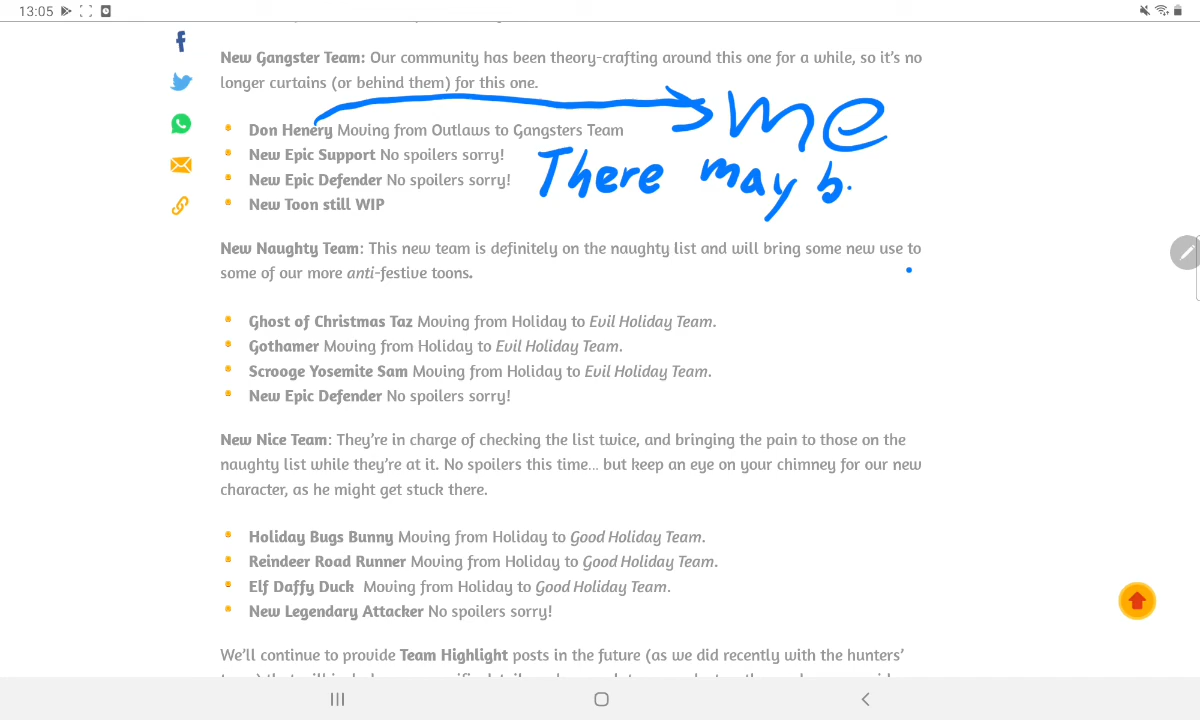 13:05
New Gangster Team: Our community has been theory-crafting around this one for a while, so it's no
longer curtains (or behind them) for this one.
me
Don Henery Moving from Outlaws to Gangsters Team
New Epic Support No spoilers sorry!
There may b
New Epic Defender No spoilers sorry!
New Toon still WIP
New Naughty Team: This new team is definitely on the naughty list and will bring some new use to
some of our more anti-festive toons.
Ghost of Christmas Taz Moving from Holiday to Evil Holiday Team.
Gothamer Moving from Holiday to Evil Holiday Team.
Scrooge Yosemite Sam Moving from Holiday to Evil Holiday Team.
New Epic Defender No spoilers sorry!
New Nice Team: They're in charge of checking the list twice, and bringing the pain to those on the
naughty list while they're at it. No spoilers this time... but keep an eye on your chimney for our new
character, as he might get stuck there.
Holiday Bugs Bunny Moving from Holiday to Good Holiday Team.
Reindeer Road Runner Moving from Holiday to Good Holiday Team.
Elf Daffy Duck Moving from Holiday to Good Holiday Team.
New Legendary Attacker No spoilers sorry!
We'll continue to provide Team Highlight posts in the future (as we did recently with the hunters'